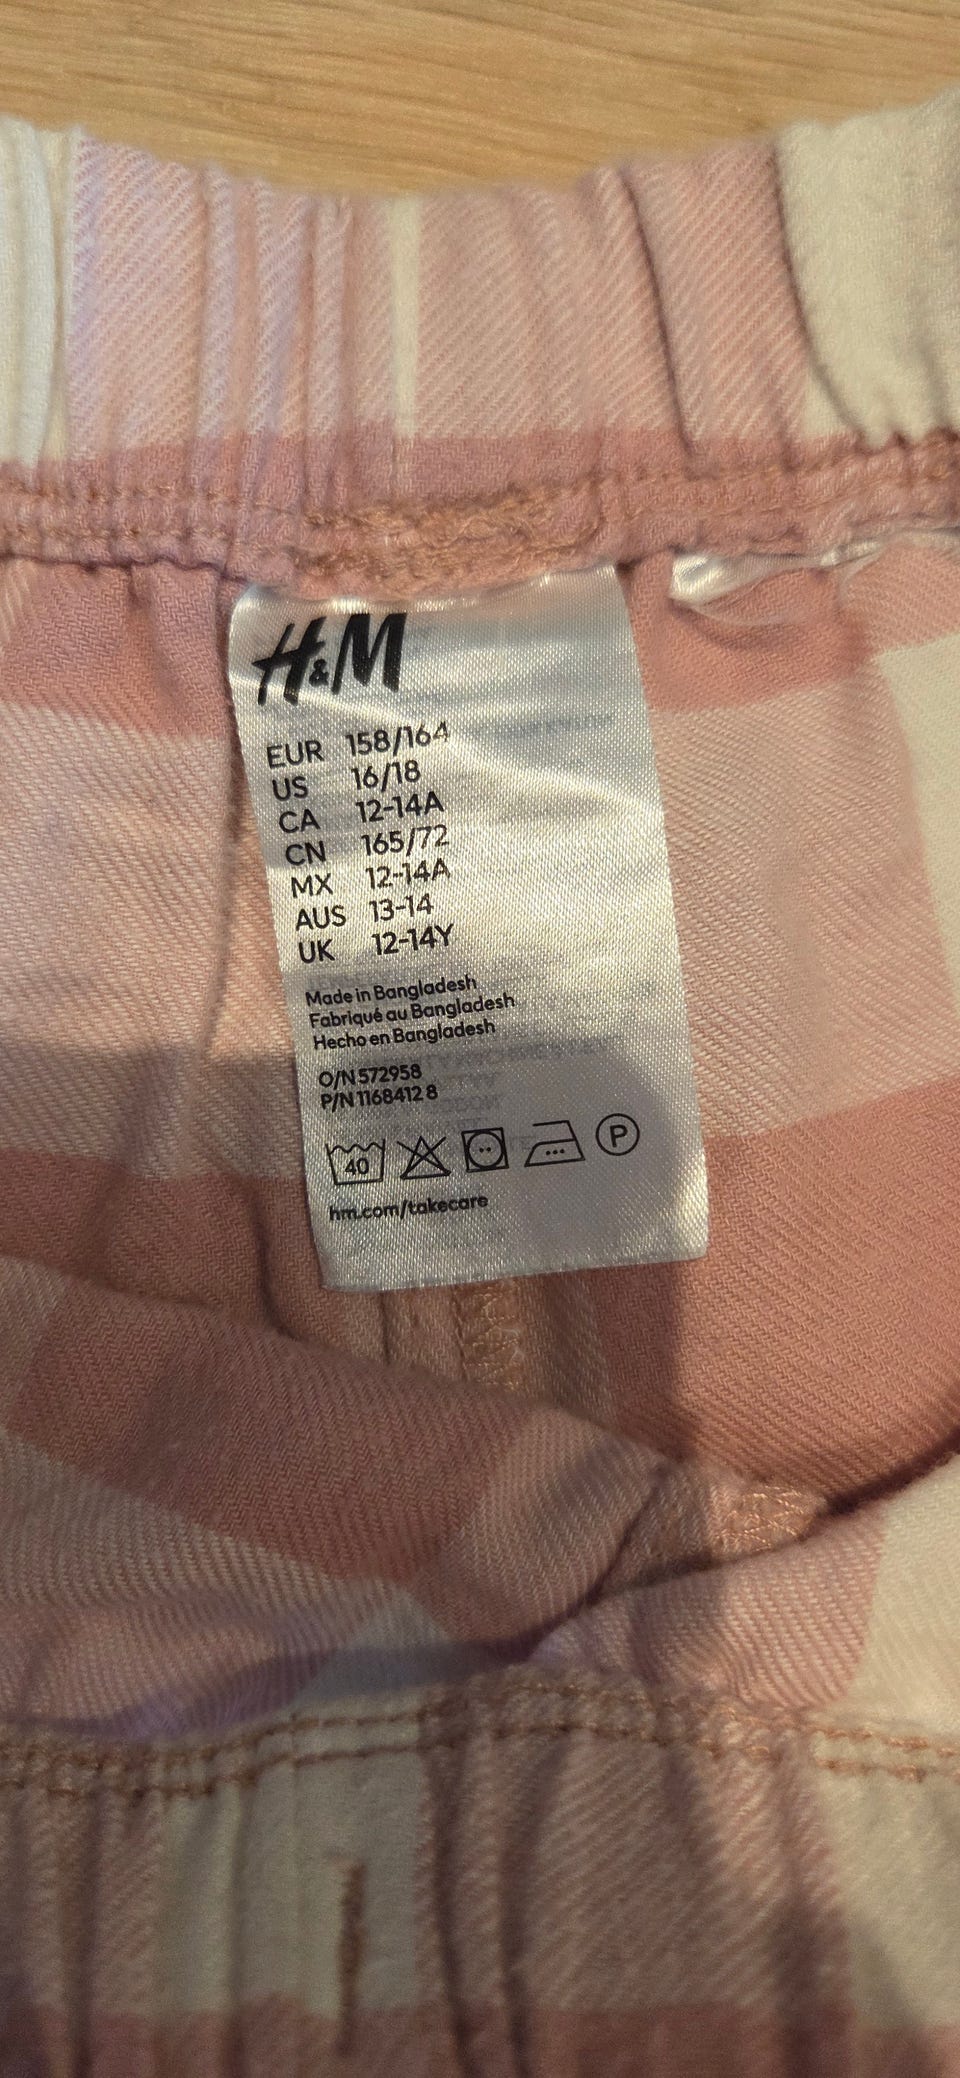 H&M
EUR 158/164
US 16/18
CA 12-14A
CN 165/72
MX 12-14A
AUS 13-14
UK 12-14Y
Made in Bangladesh
Fabriqué au Bangladesh
Hecho en Bangladesh
O/N 572958
P/N 1168412 8
40 P
hm.com/takecare